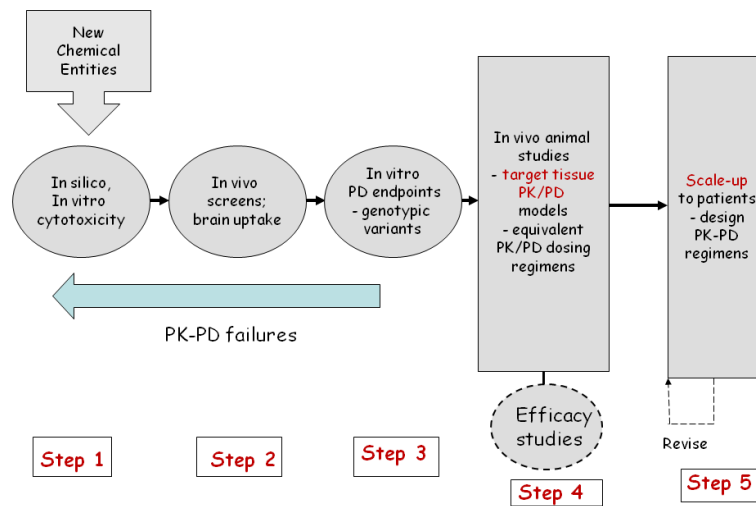 New
Chemical
Entities
In silico,
In vitro
cytotoxicity
In vivo
screens;
brain uptake
In vitro
PD endpoints
- genotypic
variants
In vivo animal
studies
- target tissue
PK/PD
models
- equivalent
PK/PD dosing
regimens
Scale-up
to patients
- design
PK-PD
regimens
PK-PD failures
Efficacy
studies
Revise
Step 1
Step 2
Step 3
Step 4
Step 5